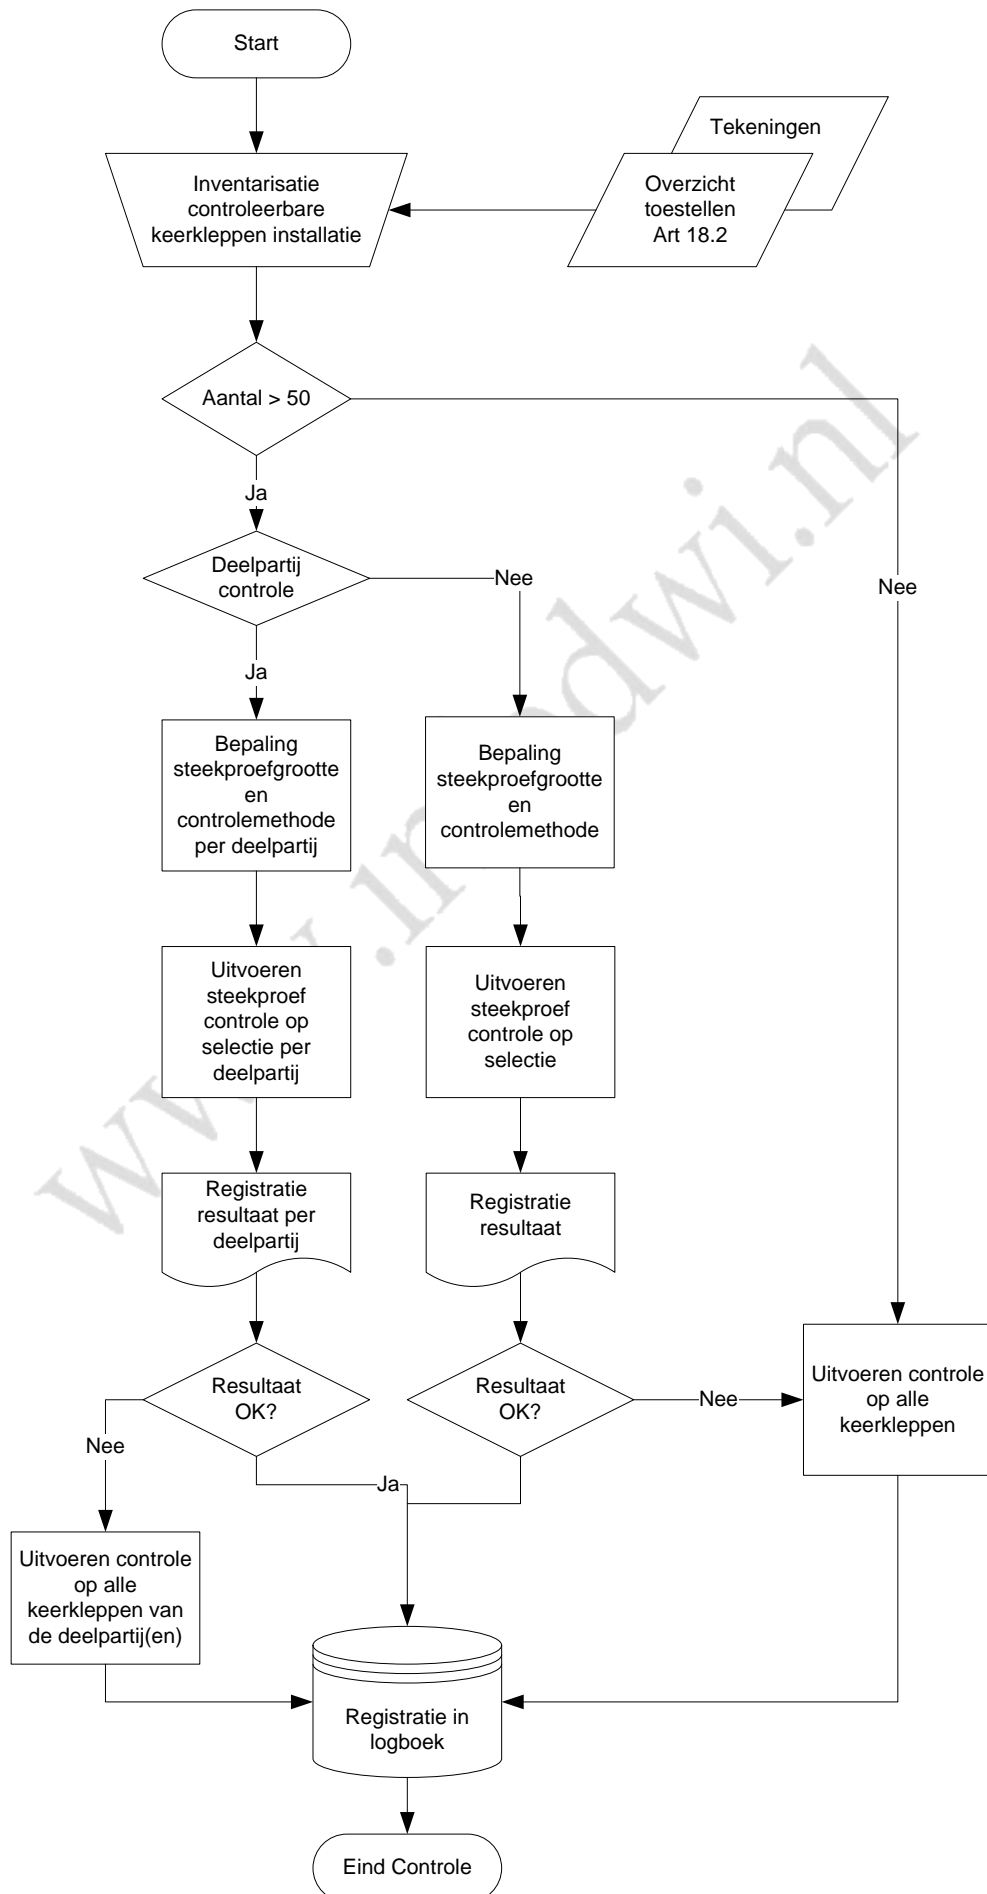 Start
Tekeningen
Inventarisatie
controleerbare
keerkleppen installatie
Overzicht
toestellen
Art 18.2
Aantal > 50
Ja
Nee
Deelpartij
controle
Nee
Ja
Bepaling
steekproefgrootte
en
controlemethode
per deelpartij
Bepaling
steekproefgrootte
en
controlemethode
Uitvoeren
steekproef
controle op
selectie per
deelpartij
Uitvoeren
steekproef
controle op
selectie
Registratie
resultaat per
deelpartij
Registratie
resultaat
Resultaat
OK?
Resultaat
OK?
Nee
Uitvoeren controle
op alle
keerkleppen
Nee
Ja
Uitvoeren controle
op alle
keerkleppen van
de deelpartij(en)
Registratie in
logboek
Eind Controle